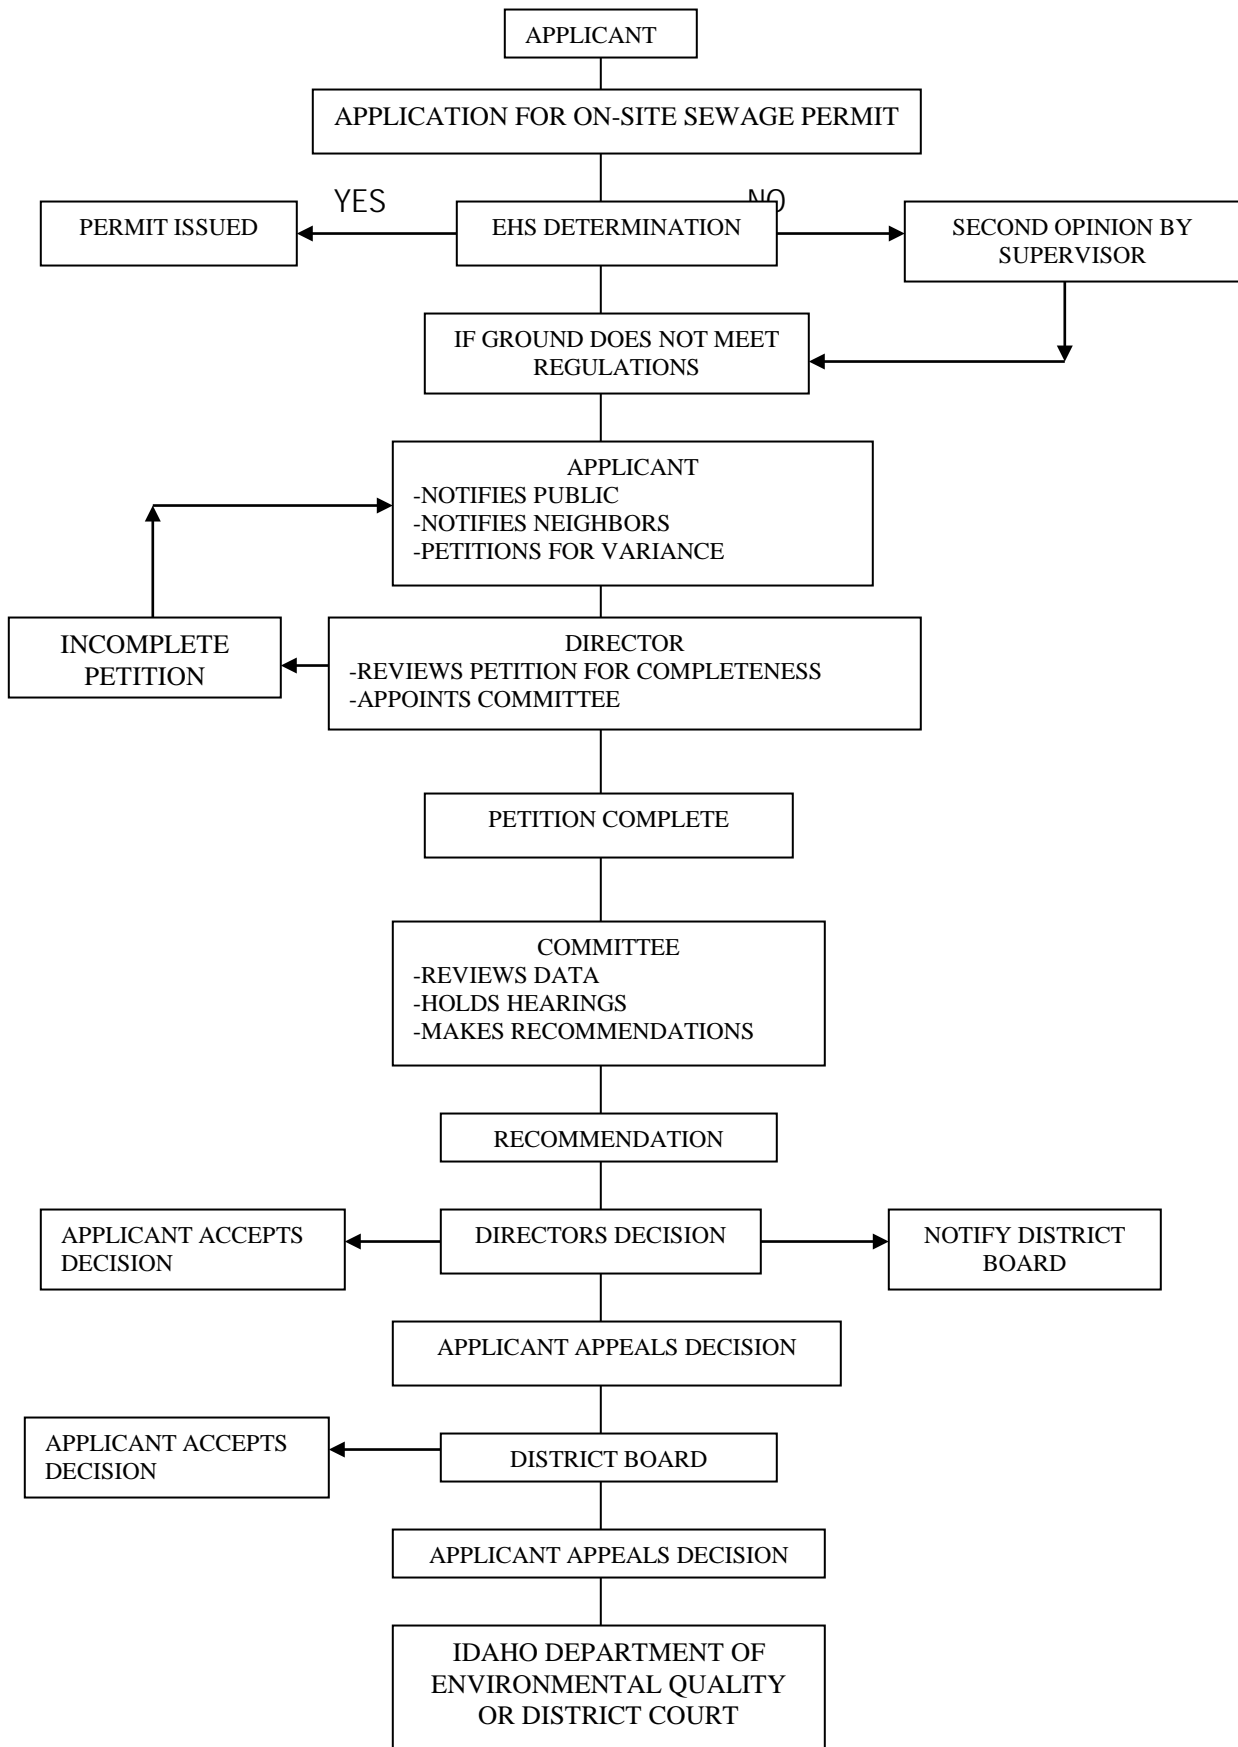 APPLICANT
APPLICATION FOR ON-SITE SEWAGE PERMIT
YES
NO
PERMIT ISSUED
EHS DETERMINATION
SECOND OPINION BY
SUPERVISOR
IF GROUND DOES NOT MEET
REGULATIONS
APPLICANT
-NOTIFIES PUBLIC
-NOTIFIES NEIGHBORS
-PETITIONS FOR VARIANCE
INCOMPLETE
PETITION
DIRECTOR
-REVIEWS PETITION FOR COMPLETENESS
-APPOINTS COMMITTEE
PETITION COMPLETE
COMMITTEE
-REVIEWS DATA
-HOLDS HEARINGS
-MAKES RECOMMENDATIONS
RECOMMENDATION
APPLICANT ACCEPTS
DECISION
DIRECTORS DECISION
NOTIFY DISTRICT
BOARD
APPLICANT APPEALS DECISION
APPLICANT ACCEPTS
DECISION
DISTRICT BOARD
APPLICANT APPEALS DECISION
IDAHO DEPARTMENT OF
ENVIRONMENTAL QUALITY
OR DISTRICT COURT